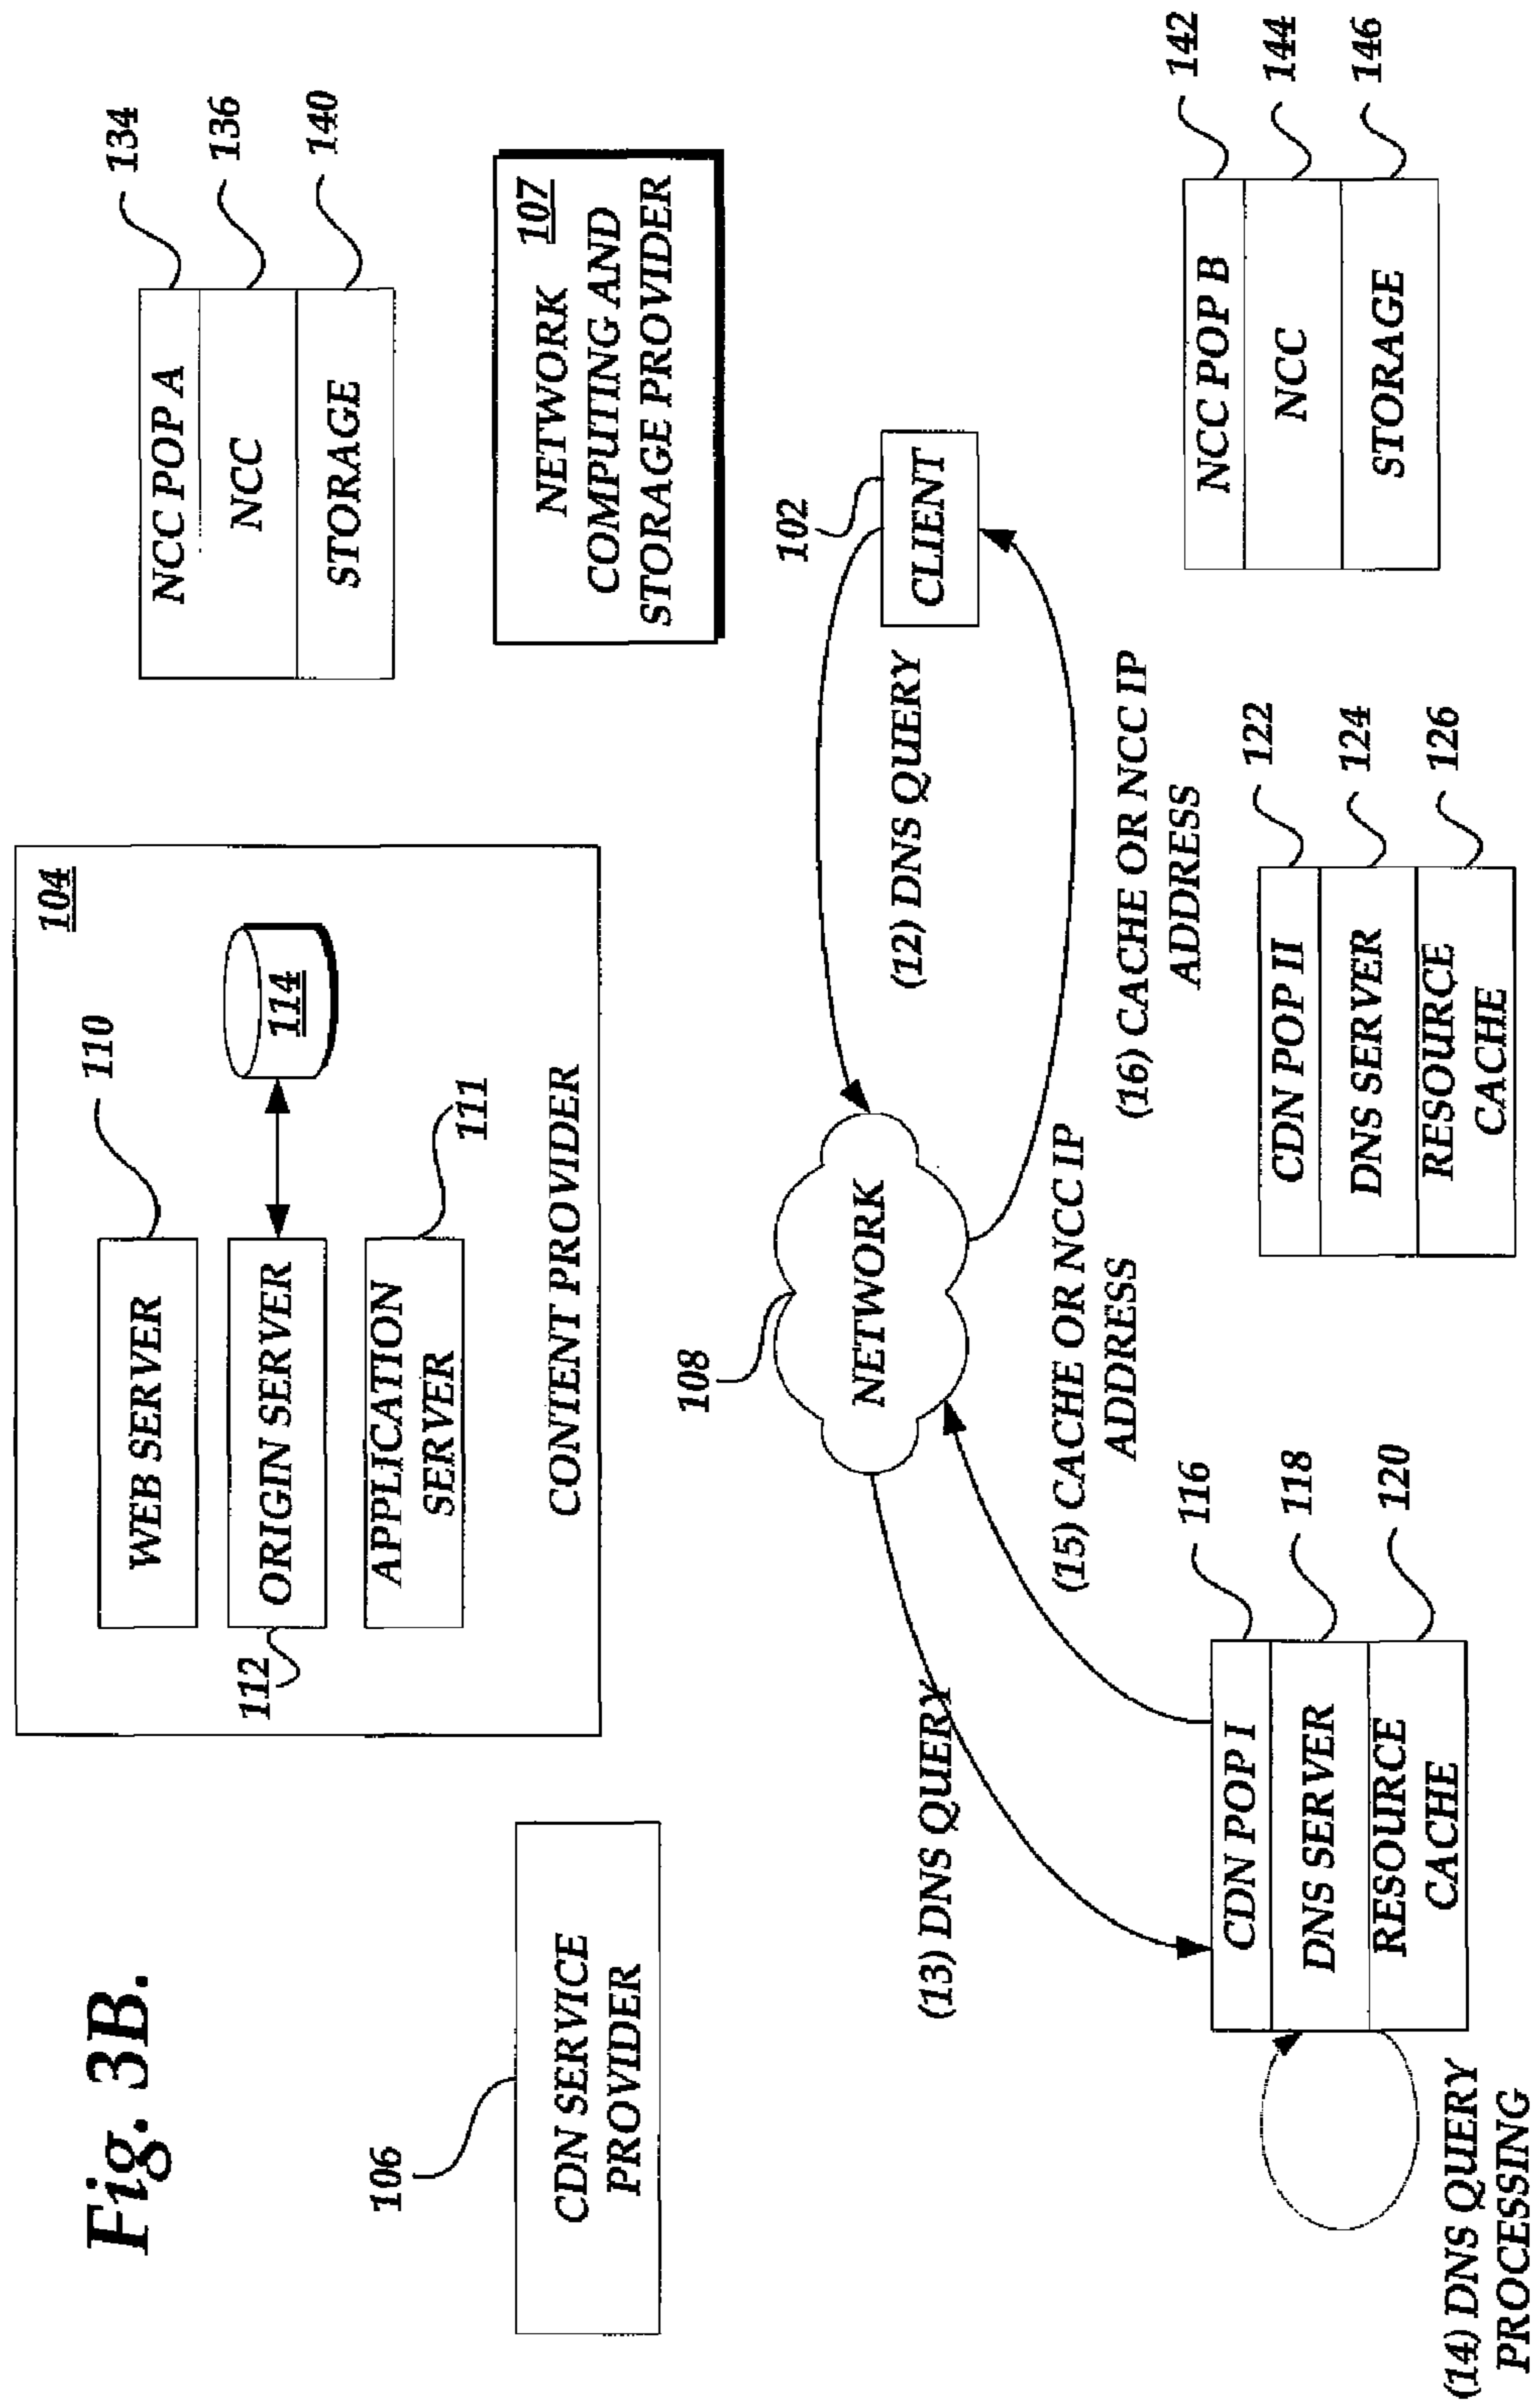 Fig. 3B.
106
CDN SERVICE
PROVIDER
104
WEB SERVER
110
112
ORIGIN SERVER
114
APPLICATION
SERVER
111
CONTENT PROVIDER
NCC POP A
134
NCC
136
STORAGE
140
NETWORK 107
COMPUTING AND
STORAGE PROVIDER
108
NETWORK
102
CLIENT
(12) DNS QUERY
(13) DNS QUERY
(15) CACHE OR NCC IP
ADDRESS
(16) CACHE OR NCC IP
ADDRESS
(14) DNS QUERY
PROCESSING
CDN POP I
116
DNS SERVER
118
RESOURCE
CACHE
120
CDN POP II
122
DNS SERVER
124
RESOURCE
CACHE
126
NCC POP B
142
NCC
144
STORAGE
146